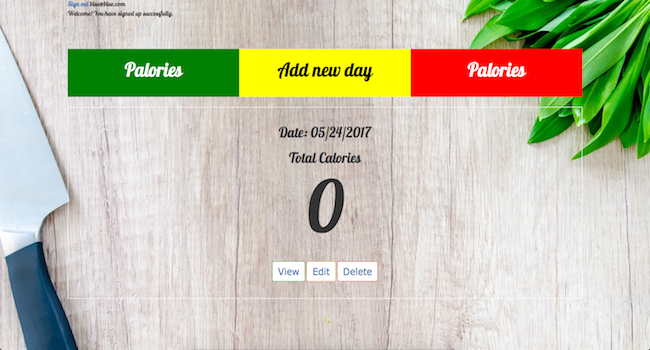 Sign out blue@blue.com
Welcome! You have signed up successfully.
Palories Add new day Palories
Date: 05/24/2017
Total Calories
0
View Edit Delete